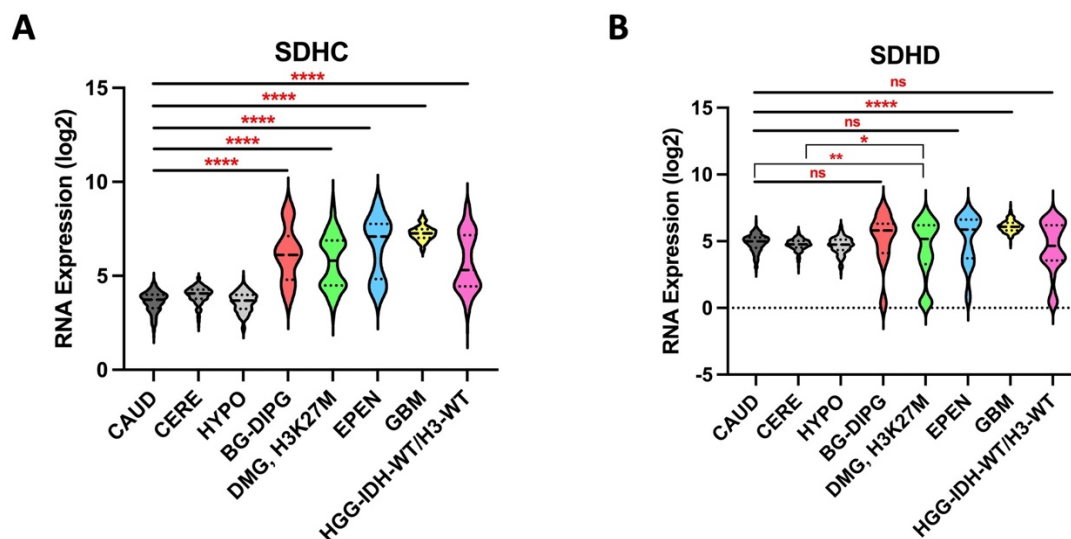 A
SDHC
RNA Expression (log2)
15
10
5
0
****
****
****
****
****
CAUD
CERE
HYPO
BG-DIPG
DMG, H3K27M
EPEN
GBM
HGG-IDH-WT/H3-WT
B
SDHD
RNA Expression (log2)
15
10
5
0
-5
ns
****
ns
*
**
ns
CAUD
CERE
HYPO
BG-DIPG
DMG, H3K27M
EPEN
GBM
HGG-IDH-WT/H3-WT